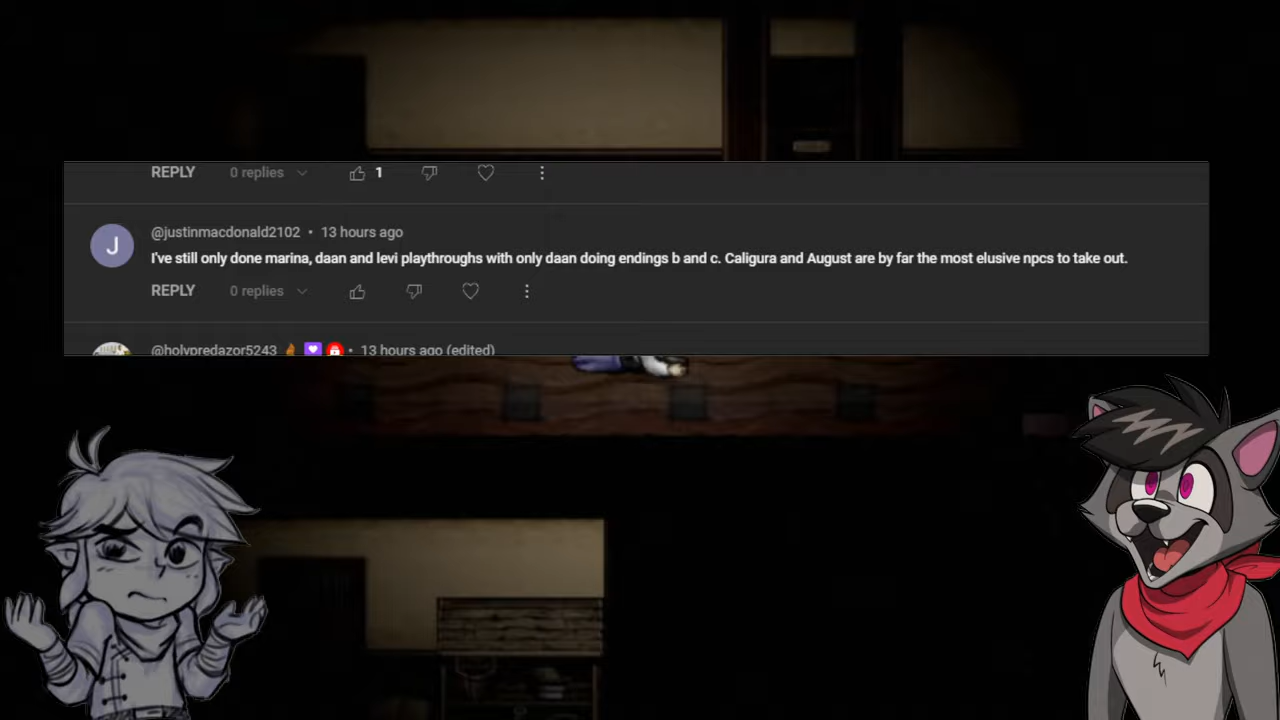 REPLY 0 replies 1
@justinmacdonald2102 • 13 hours ago
J
I've still only done marina, daan and levi playthroughs with only daan doing endings b and c. Caligura and August are by far the most elusive npcs to take out.
REPLY 0 replies
@holypredazor5243 • 13 hours ago (edited)